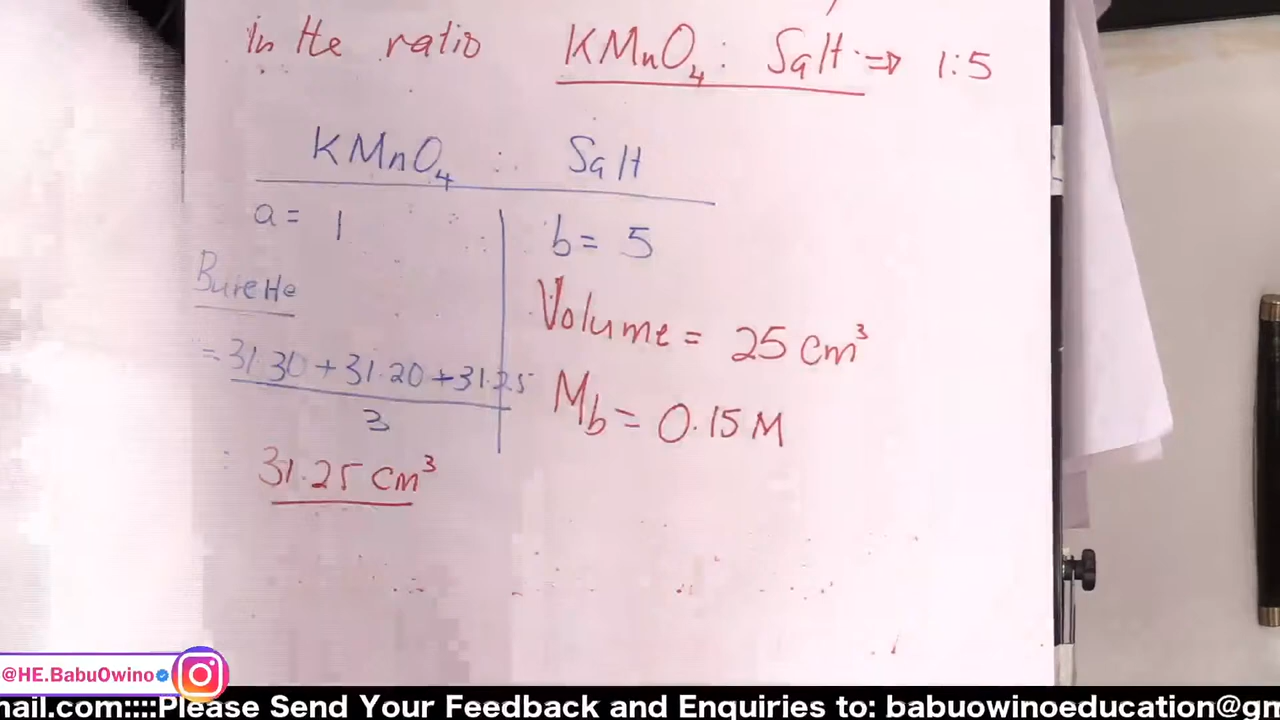 In the ratio KMnO₄ : Salt ⇒ 1:5
KMnO₄ : Salt
a = 1
b = 5
Burette
= 31.30 + 31.20 + 31.25
3
31.25 cm³
Volume = 25 cm³
Mb = 0.15 M
@HE.BabuOwino
mail.com::::Please Send Your Feedback and Enquiries to: babuowinoeducation@gm